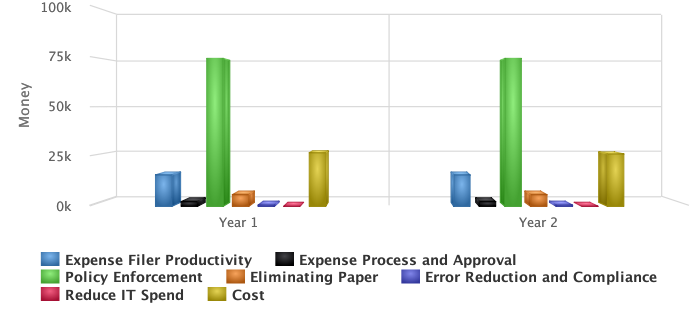 100k
75k
50k
25k
0k
Money
Year 1 Year 2
Expense Filer Productivity Expense Process and Approval
Policy Enforcement Eliminating Paper Error Reduction and Compliance
Reduce IT Spend Cost